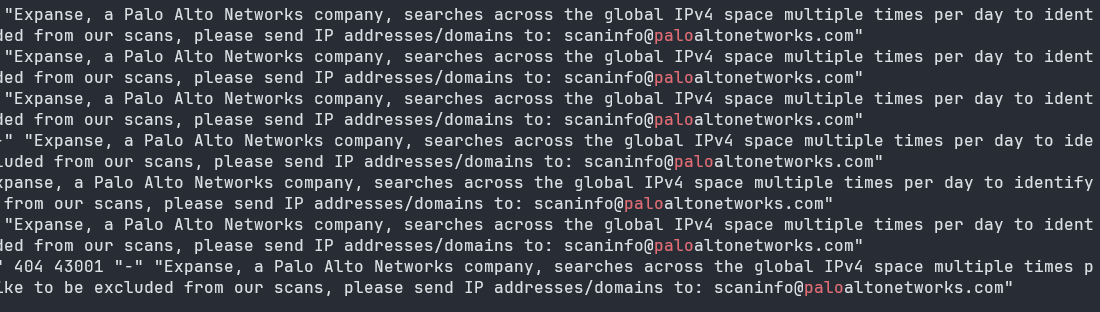 "Expanse, a Palo Alto Networks company, searches across the global IPv4 space multiple times per day to ident
ded from our scans, please send IP addresses/domains to: scaninfo@paloaltonetworks.com"
"Expanse, a Palo Alto Networks company, searches across the global IPv4 space multiple times per day to ident
ded from our scans, please send IP addresses/domains to: scaninfo@paloaltonetworks.com"
"Expanse, a Palo Alto Networks company, searches across the global IPv4 space multiple times per day to ident
ded from our scans, please send IP addresses/domains to: scaninfo@paloaltonetworks.com"
-" "Expanse, a Palo Alto Networks company, searches across the global IPv4 space multiple times per day to ide
luded from our scans, please send IP addresses/domains to: scaninfo@paloaltonetworks.com"
xpanse, a Palo Alto Networks company, searches across the global IPv4 space multiple times per day to identify
from our scans, please send IP addresses/domains to: scaninfo@paloaltonetworks.com"
"Expanse, a Palo Alto Networks company, searches across the global IPv4 space multiple times per day to ident
ded from our scans, please send IP addresses/domains to: scaninfo@paloaltonetworks.com"
" 404 43001 "-" "Expanse, a Palo Alto Networks company, searches across the global IPv4 space multiple times p
ike to be excluded from our scans, please send IP addresses/domains to: scaninfo@paloaltonetworks.com"